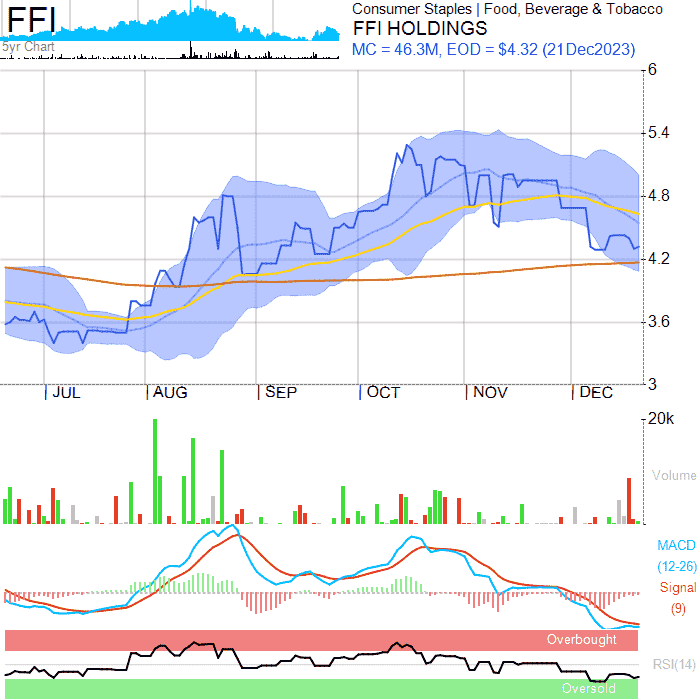 FFI
5yr Chart
Consumer Staples | Food, Beverage & Tobacco
FFI HOLDINGS
MC = 46.3M, EOD = $4.32 (21Dec2023)
6
5.4
4.8
4.2
3.6
3
JUL AUG SEP OCT NOV DEC
20k
Volume
MACD
(12-26)
Signal
(9)
Overbought
RSI(14)
Oversold